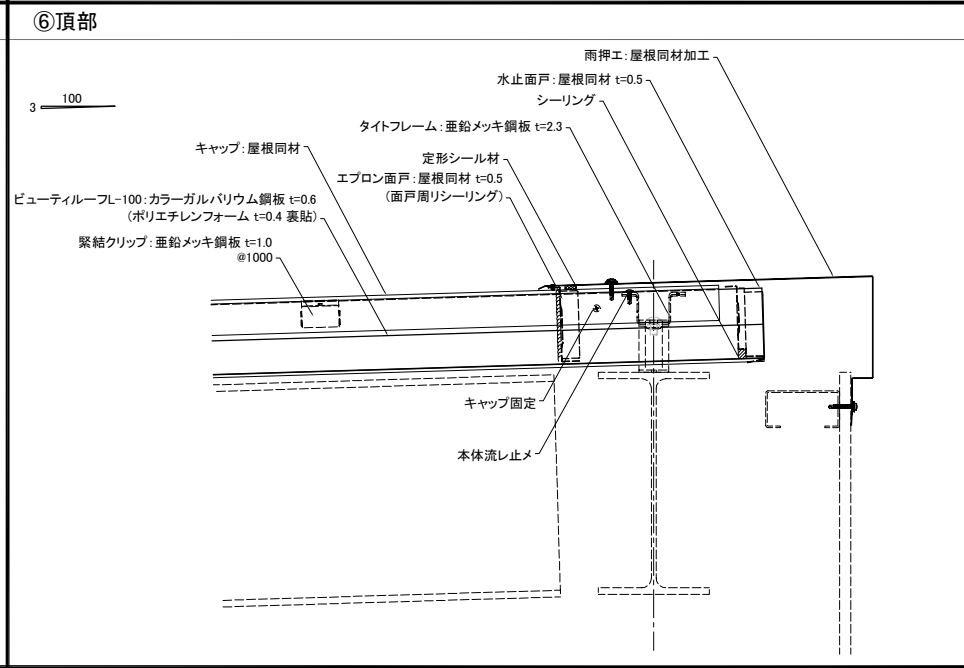 ⑥頂部
雨押エ:屋根同材加工
水止面戸:屋根同材 t=0.5
シーリング
100
3
タイトフレーム:亜鉛メッキ鋼板 t=2.3
キャップ:屋根同材
定形シール材
エプロン面戸:屋根同材 t=0.5
(面戸周リシーリング)
ビューティルーフL-100:カラーガルバリウム鋼板 t=0.6
(ポリエチレンフォーム t=0.4 裏貼)
緊結クリップ:亜鉛メッキ鋼板 t=1.0
@1000
キャップ固定
本体流レ止メ